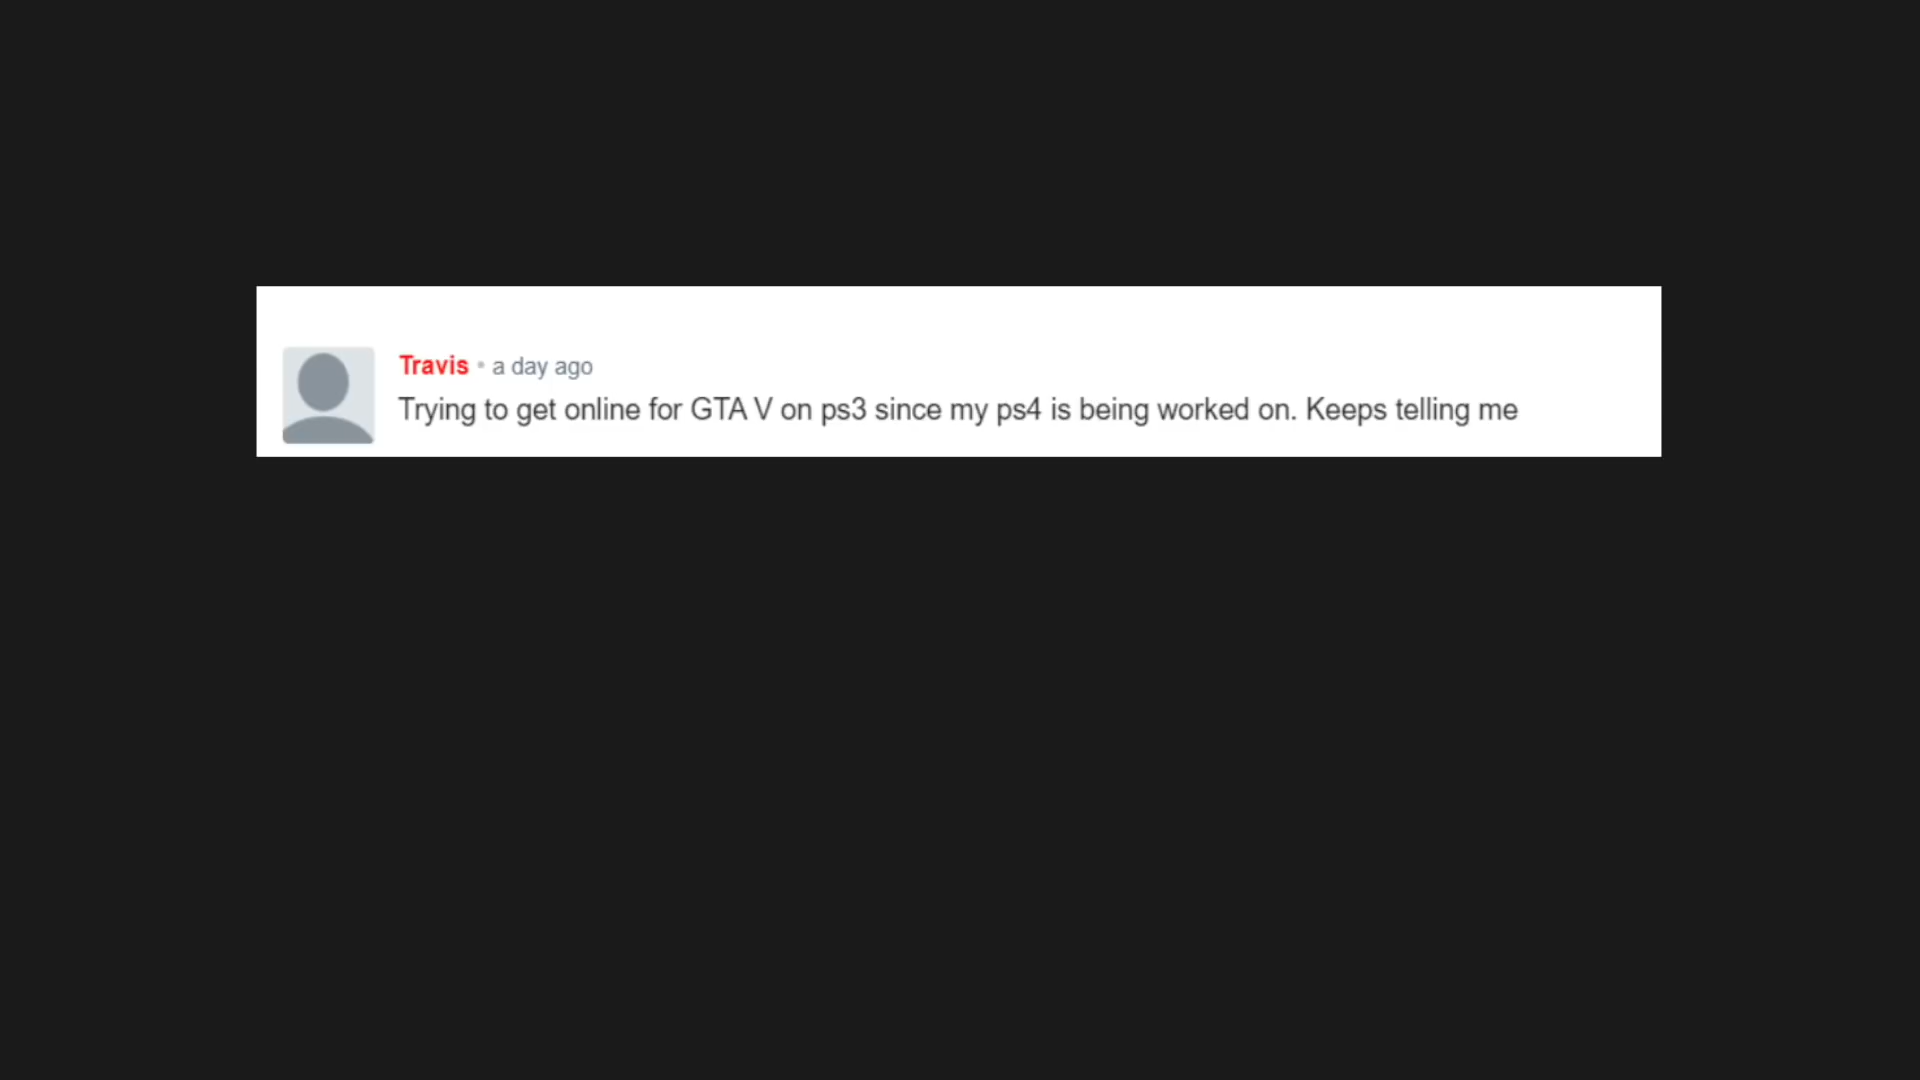 Travis • a day ago
Trying to get online for GTA V on ps3 since my ps4 is being worked on. Keeps telling me